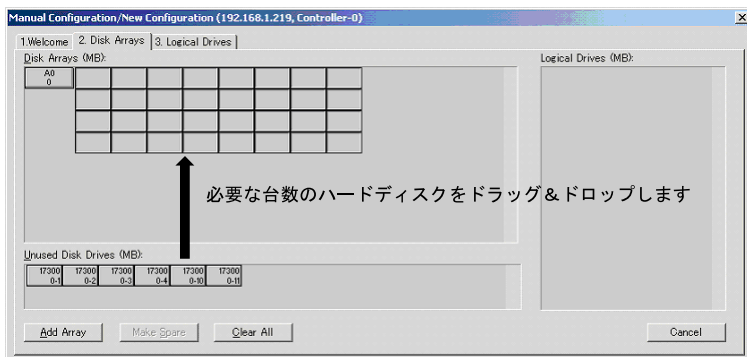 Manual Configuration/New Configuration (192.168.1.219, Controller-0)
1.Welcome 2. Disk Arrays 3. Logical Drives
Disk Arrays (MB):
Logical Drives (MB):
A0
0
必要な台数のハードディスクをドラッグ&ドロップします
Unused Disk Drives (MB):
17300 17300 17300 17300 17300 17300
0-1 0-2 0-3 0-4 0-10 0-11
Add Array Make Spare Clear All Cancel